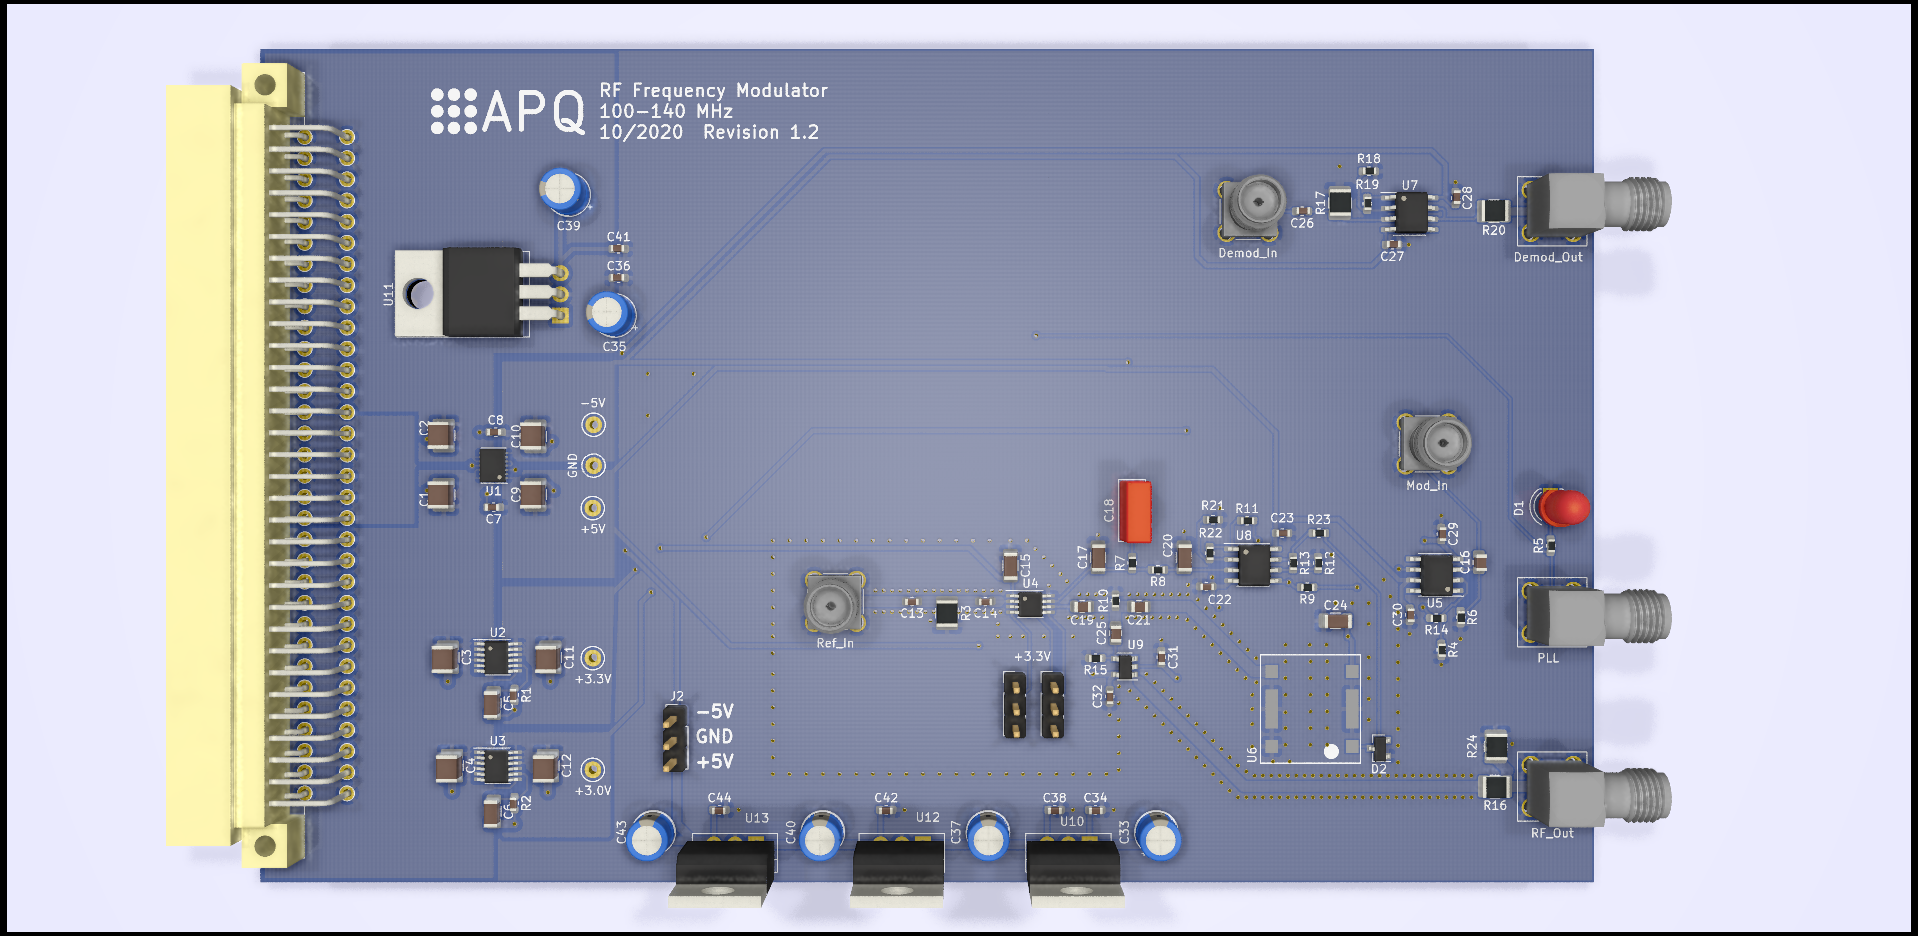 APQ
RF Frequency Modulator
100-140 MHz
10/2020 Revision 1.2
C39
C41
C36
U11
C35
R18
R19
U7
C28
R17
C26
C27
R20
Demod_In
Demod_Out
-5V
C2
C8
C10
GND
C1
U1
C9
C7
+5V
Mod_In
D1
R5
C18
R21
R11
C23
R23
R22
U8
C29
C17
C20
R7
R8
R13
R12
C16
C15
U4
C22
R9
U5
C13
R3
C14
C19
R10
C21
C24
C30
R14
R6
C25
Ref_In
U9
C31
R4
PLL
U2
C3
C11
+3.3V
+3.3V
R15
C32
C5
R1
J2
-5V
GND
+5V
U6
D2
R24
U3
C4
C12
+3.0V
C6
R2
R16
C44
C42
C38
C34
C43
U13
C40
U12
C37
U10
C33
RF_Out